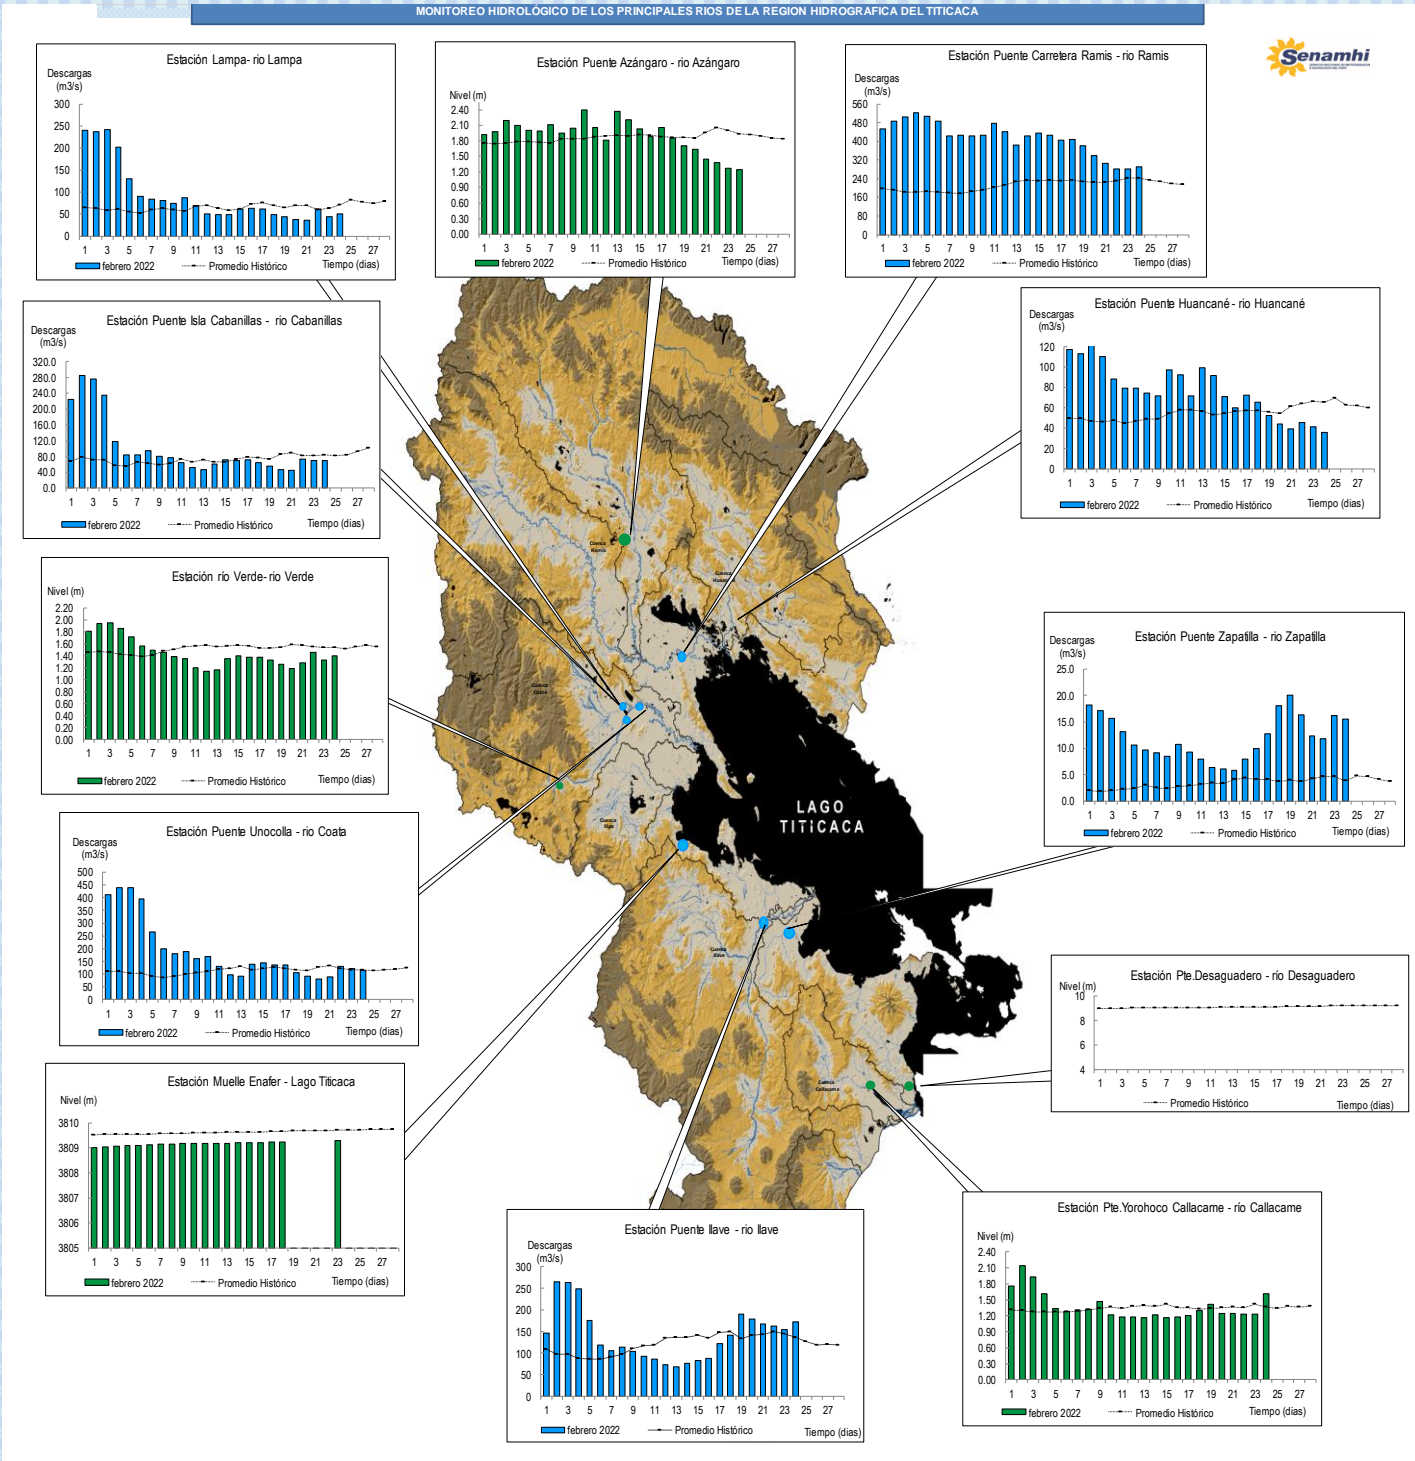 MONITOREO HIDROLÓGICO DE LOS PRINCIPALES RIOS DE LA REGION HIDROGRAFICA DEL TITICACA
Senamhi
Estación Lampa- rio Lampa
Descargas
(m3/s)
300
250
200
150
100
50
0
1 3 5 7 9 11 13 15 17 19 21 23 25 27
febrero 2022 Promedio Histórico Tiempo (dias)
Estación Puente Azángaro - rio Azángaro
Nivel (m)
2.40
2.10
1.80
1.50
1.20
0.90
0.60
0.30
0.00
1 3 5 7 9 11 13 15 17 19 21 23 25 27
febrero 2022 Promedio Histórico Tiempo (dias)
Estación Puente Carretera Ramis - rio Ramis
Descargas
(m3/s)
560
480
400
320
240
160
80
0
1 3 5 7 9 11 13 15 17 19 21 23 25 27
febrero 2022 Promedio Histórico Tiempo (dias)
Estación Puente Isla Cabanillas - rio Cabanillas
Descargas
(m3/s)
320.0
280.0
240.0
200.0
160.0
120.0
80.0
40.0
0.0
1 3 5 7 9 11 13 15 17 19 21 23 25 27
febrero 2022 Promedio Histórico Tiempo (dias)
Estación Puente Huancané - rio Huancané
Descargas
(m3/s)
120
100
80
60
40
20
0
1 3 5 7 9 11 13 15 17 19 21 23 25 27
febrero 2022 Promedio Histórico Tiempo (dias)
Estación río Verde- rio Verde
Nivel (m)
2.20
2.00
1.80
1.60
1.40
1.20
1.00
0.80
0.60
0.40
0.20
0.00
1 3 5 7 9 11 13 15 17 19 21 23 25 27
febrero 2022 Promedio Histórico Tiempo (dias)
Estación Puente Zapatilla - rio Zapatilla
Descargas
(m3/s)
25.0
20.0
15.0
10.0
5.0
0.0
1 3 5 7 9 11 13 15 17 19 21 23 25 27
febrero 2022 Promedio Histórico Tiempo (dias)
Cuenca
Ramis
Cuenca
Cuenca
Cuenca
Cuenca
Ilave
Cuenca
Callacame
LAGO
TITiCACA
Estación Puente Unocolla - rio Coata
Descargas
(m3/s)
500
450
400
350
300
250
200
150
100
50
0
1 3 5 7 9 11 13 15 17 19 21 23 25 27
febrero 2022 Promedio Histórico Tiempo (dias)
Estación Pte.Desaguadero - río Desaguadero
Nivel (m)
10
8
6
4
1 3 5 7 9 11 13 15 17 19 21 23 25 27
Promedio Histórico Tiempo (dias)
Estación Muelle Enafer - Lago Titicaca
Nivel (m)
3810
3809
3808
3807
3806
3805
1 3 5 7 9 11 13 15 17 19 21 23 25 27
febrero 2022 Promedio Histórico Tiempo (dias)
Estación Puente Ilave - rio Ilave
Descargas
(m3/s)
300
250
200
150
100
50
0
1 3 5 7 9 11 13 15 17 19 21 23 25 27
febrero 2022 Promedio Histórico Tiempo (dias)
Estación Pte.Yorohoco Callacame - río Callacame
Nivel (m)
2.40
2.10
1.80
1.50
1.20
0.90
0.60
0.30
0.00
1 3 5 7 9 11 13 15 17 19 21 23 25 27
febrero 2022 Promedio Histórico Tiempo (dias)